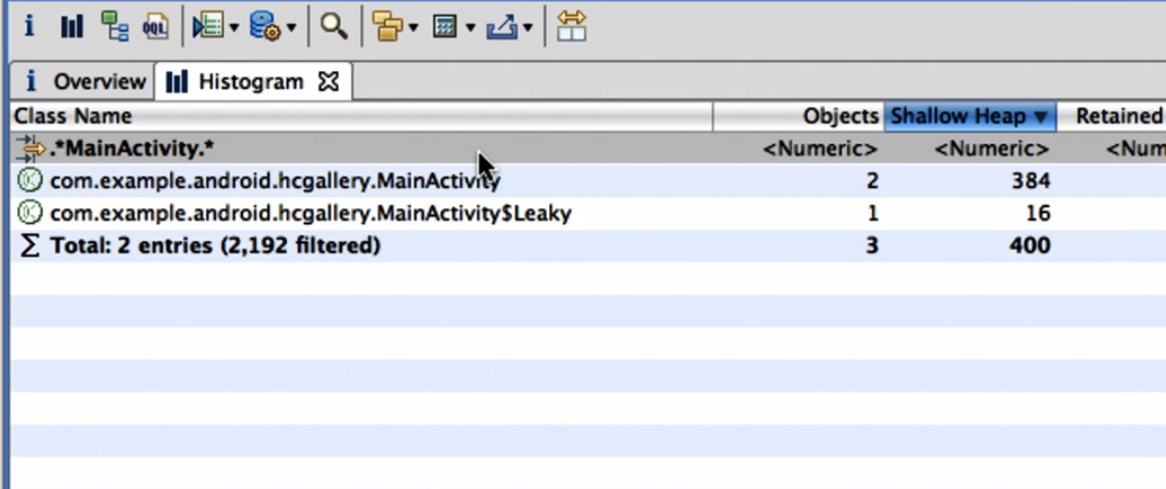 i OQL
i Overview Histogram
Class Name Objects Shallow Heap Retained
.*MainActivity.* <Numeric> <Numeric> <Num
com.example.android.hcgallery.MainActivity 2 384
com.example.android.hcgallery.MainActivity$Leaky 1 16
Σ Total: 2 entries (2,192 filtered) 3 400